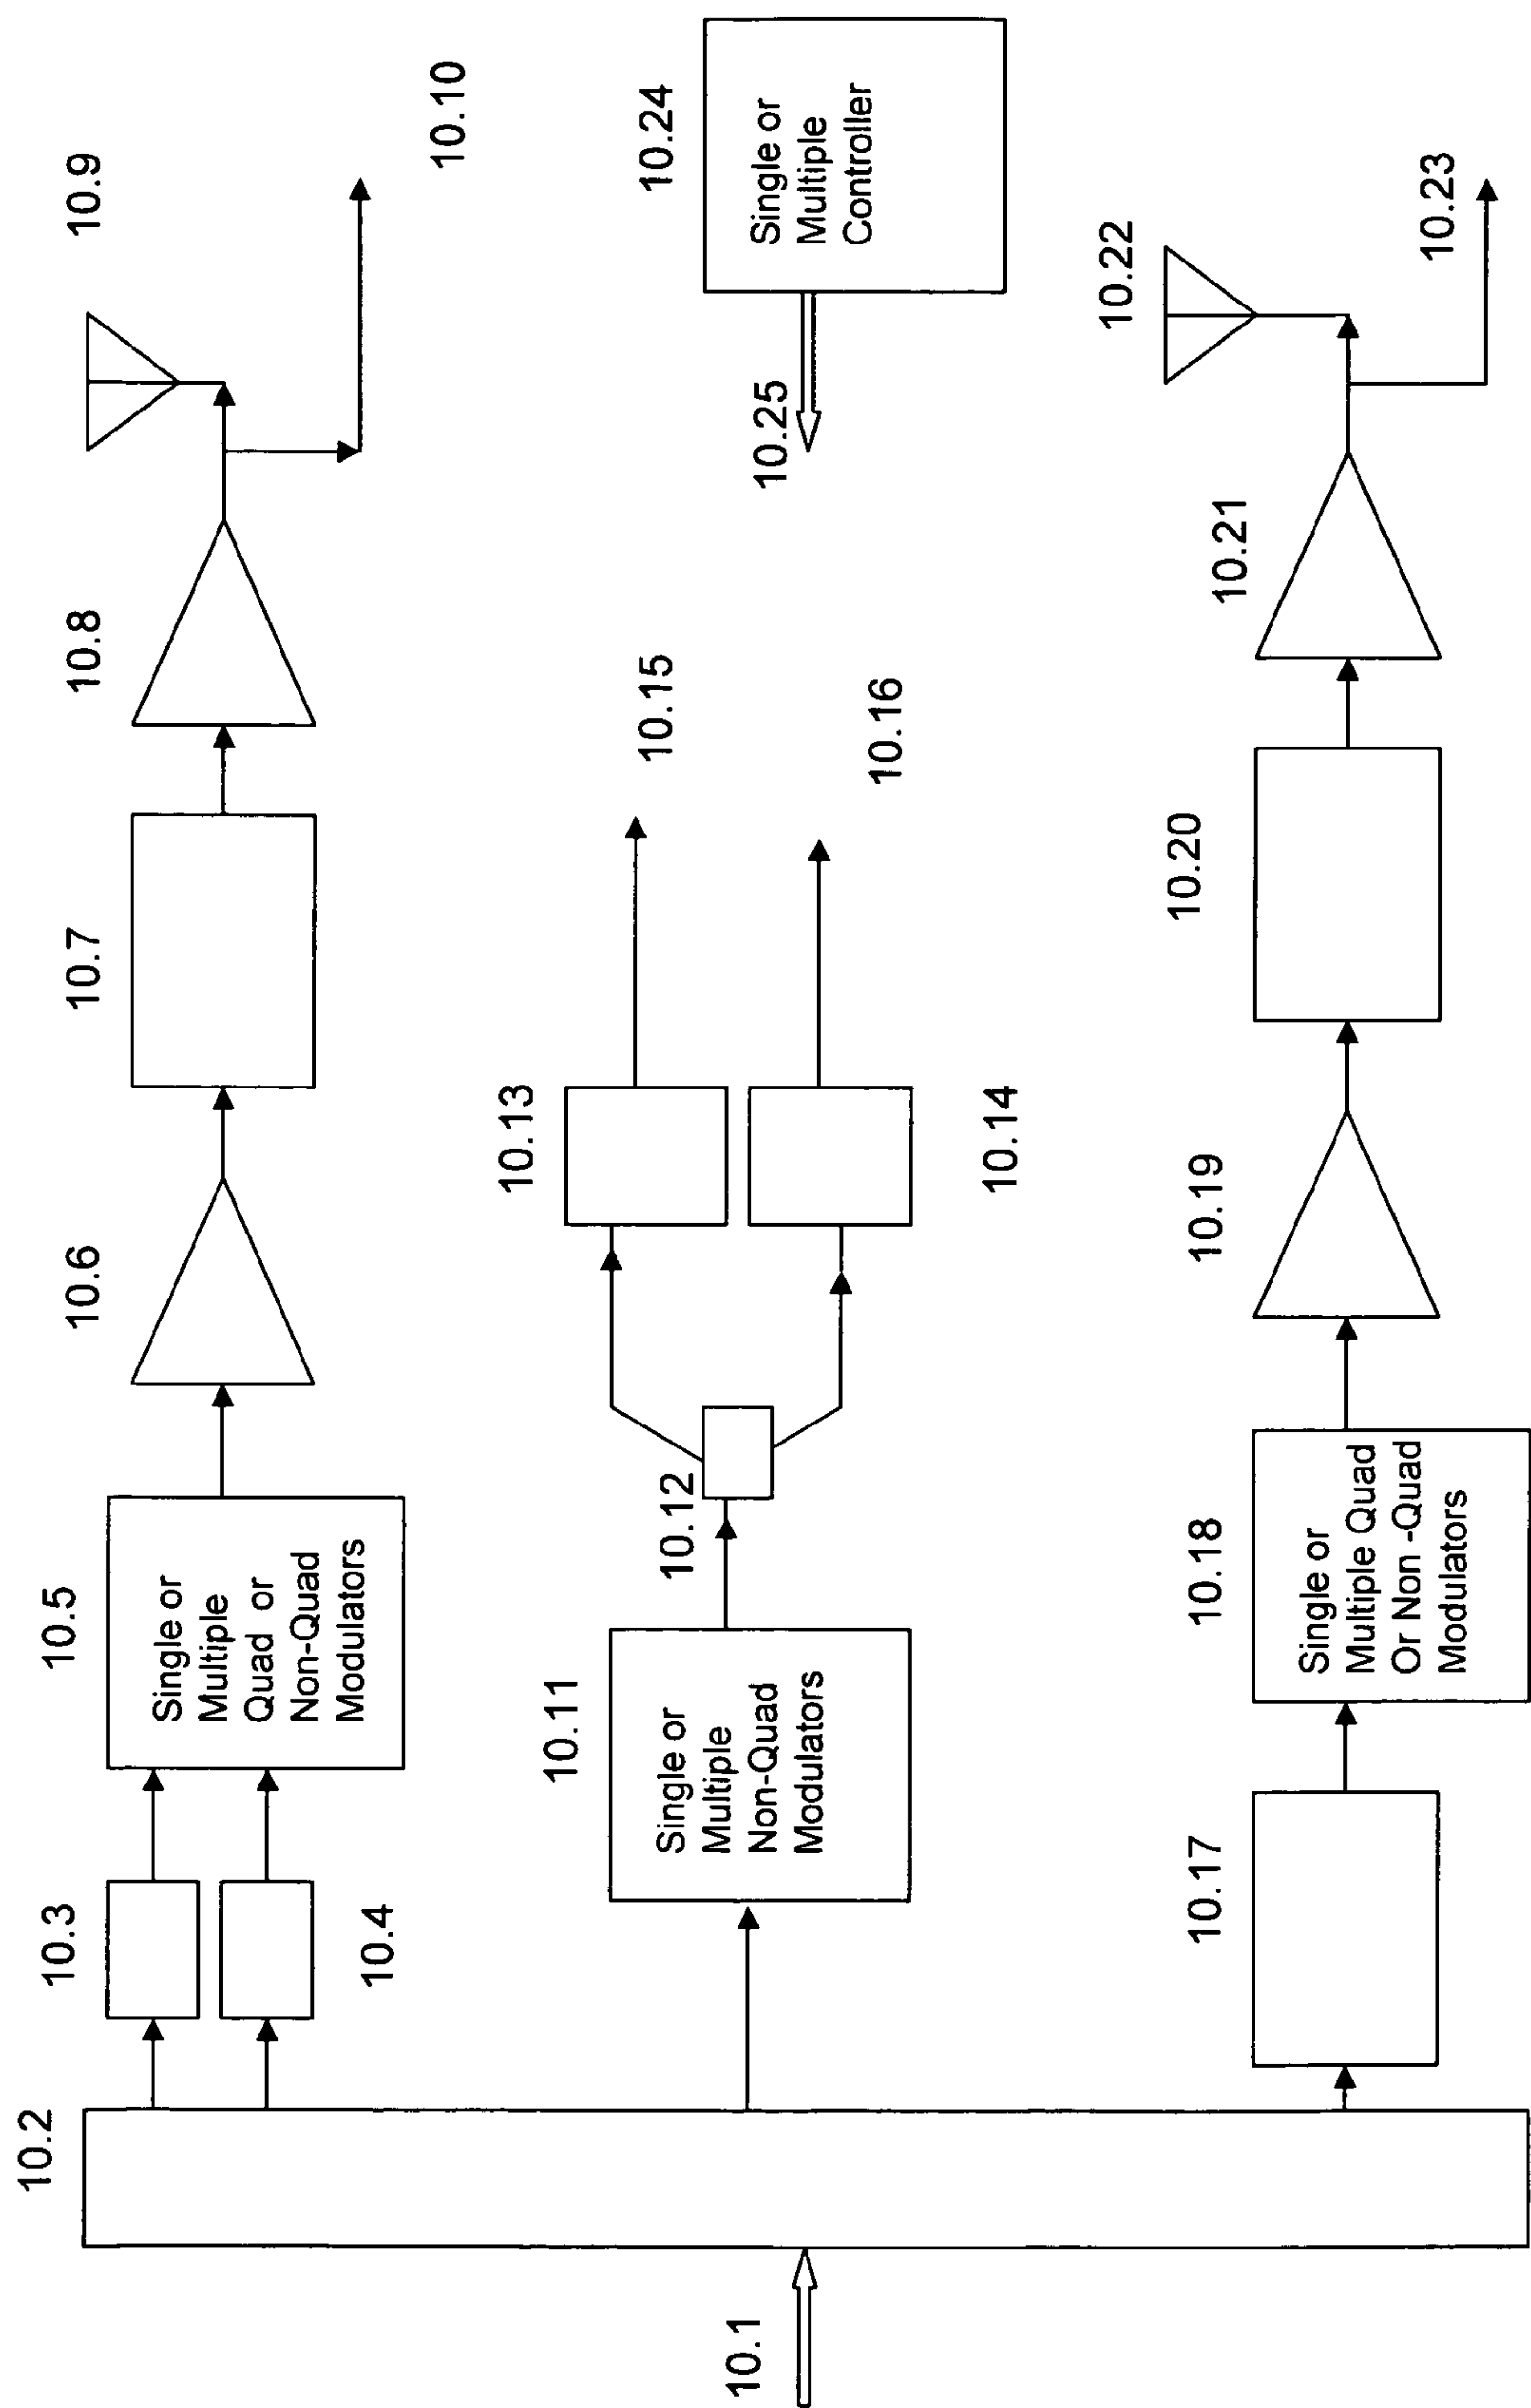 10.1
10.2
10.3
10.4
10.5
Single or
Multiple
Quad or
Non-Quad
Modulators
10.6
10.7
10.8
10.9
10.10
10.11
Single or
Multiple
Non-Quad
Modulators
10.12
10.13
10.14
10.15
10.16
10.17
10.18
Single or
Multiple Quad
Or Non -Quad
Modulators
10.19
10.20
10.21
10.22
10.23
10.24
Single or
Multiple
Controller
10.25